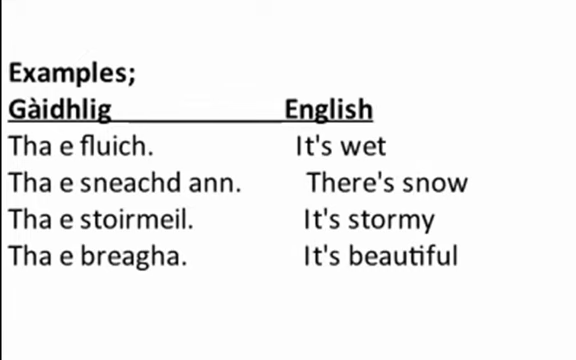 Examples;
Gàidhlig English
Tha e fluich. It's wet
Tha e sneachd ann. There's snow
Tha e stoirmeil. It's stormy
Tha e breagha. It's beautiful